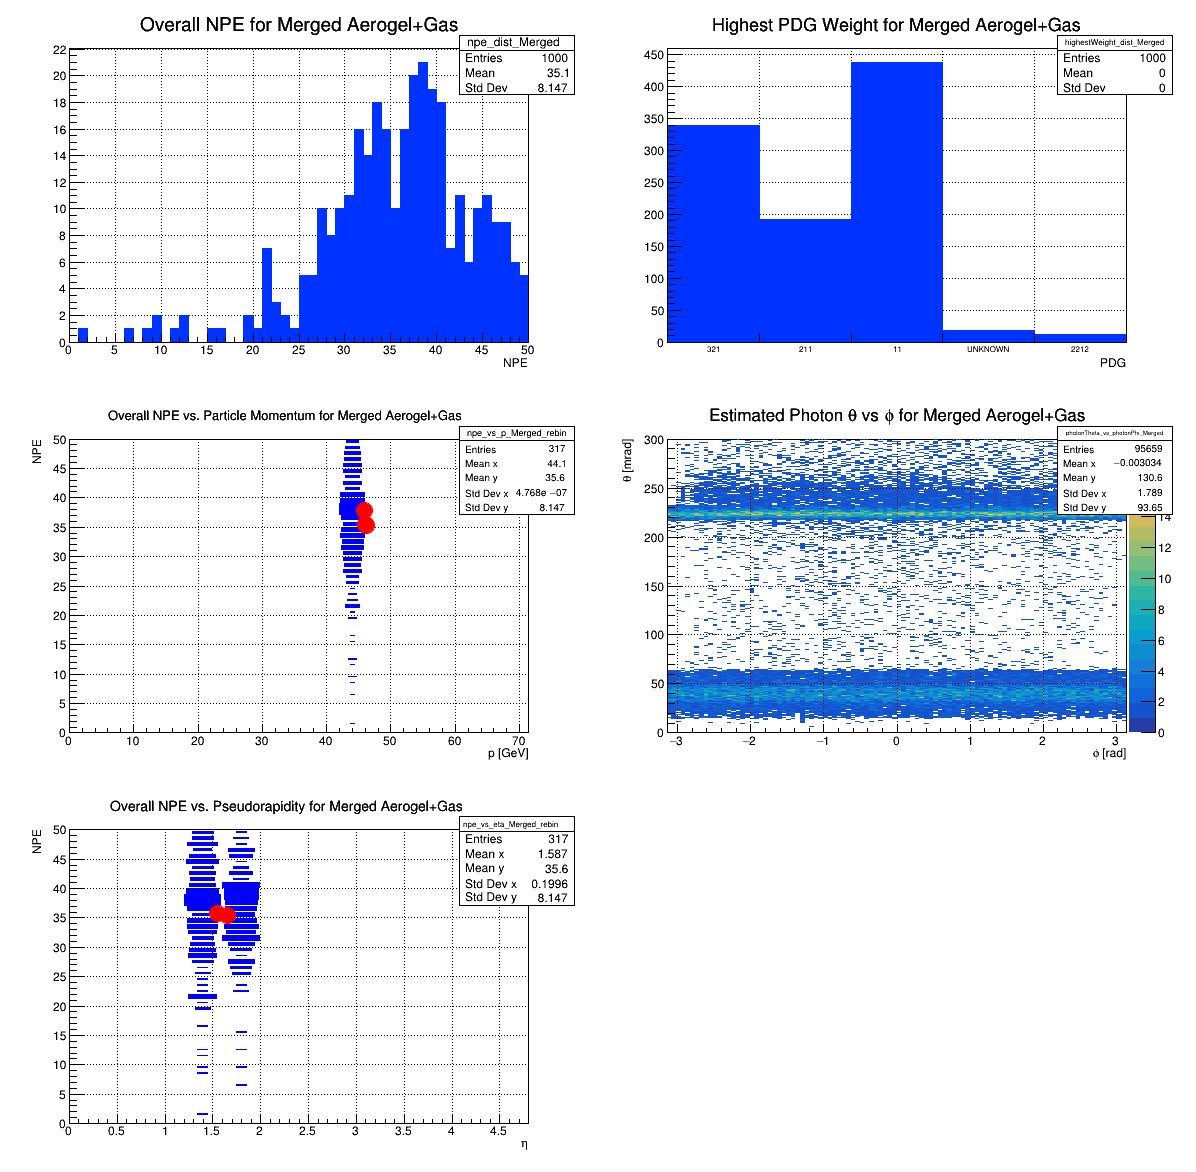 Overall NPE for Merged Aerogel+Gas
npe_dist_Merged
Entries 1000
Mean 35.1
Std Dev 8.147
22
20
18
16
14
12
10
8
6
4
2
0
0 5 10 15 20 25 30 35 40 45 50
NPE
Highest PDG Weight for Merged Aerogel+Gas
highestWeight_dist_Merged
Entries 1000
Mean 0
Std Dev 0
450
400
350
300
250
200
150
100
50
0
321 211 11 UNKNOWN 2212
PDG
Overall NPE vs. Particle Momentum for Merged Aerogel+Gas
npe_vs_p_Merged_rebin
Entries 317
Mean x 44.1
Mean y 35.6
Std Dev x 4.768e −07
Std Dev y 8.147
NPE
50
45
40
35
30
25
20
15
10
5
0
0 10 20 30 40 50 60 70
p [GeV]
Estimated Photon θ vs ϕ for Merged Aerogel+Gas
photonTheta_vs_photonPhi_Merged
Entries 95659
Mean x −0.003034
Mean y 130.6
Std Dev x 1.789
Std Dev y 93.65
θ [mrad]
300
250
200
150
100
50
0
−3 −2 −1 0 1 2 3
ϕ [rad]
14
12
10
8
6
4
2
0
Overall NPE vs. Pseudorapidity for Merged Aerogel+Gas
npe_vs_eta_Merged_rebin
Entries 317
Mean x 1.587
Mean y 35.6
Std Dev x 0.1996
Std Dev y 8.147
NPE
50
45
40
35
30
25
20
15
10
5
0
0 0.5 1 1.5 2 2.5 3 3.5 4 4.5
η